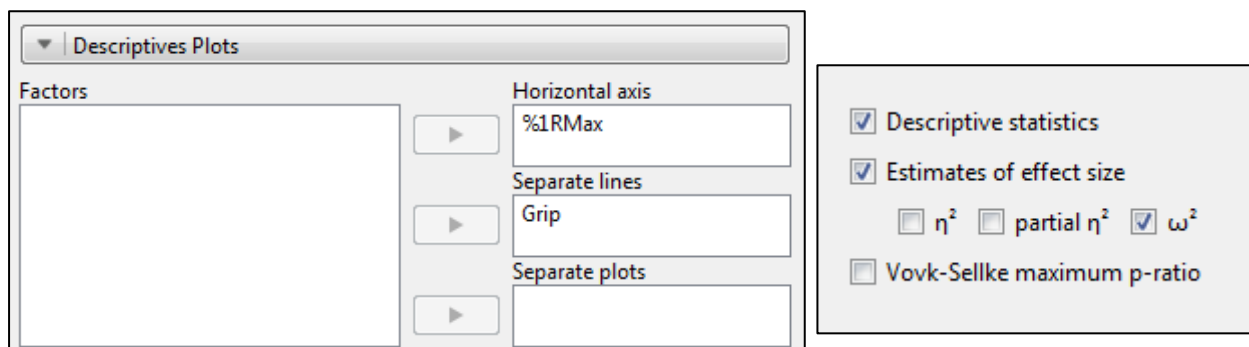 Descriptives Plots
Factors
Horizontal axis
%1RMax
Separate lines
Grip
Separate plots
Descriptive statistics
Estimates of effect size
η² partial η² ω²
Vovk-Sellke maximum p-ratio